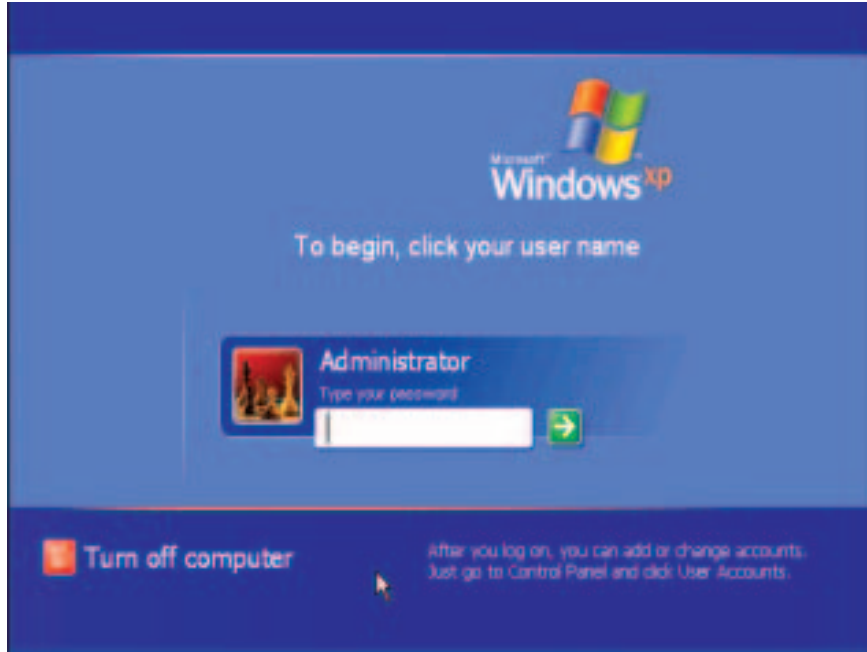 Microsoft
Windows xp
To begin, click your user name
Administrator
Type your password
Turn off computer
After you log on, you can add or change accounts.
Just go to Control Panel and click User Accounts.